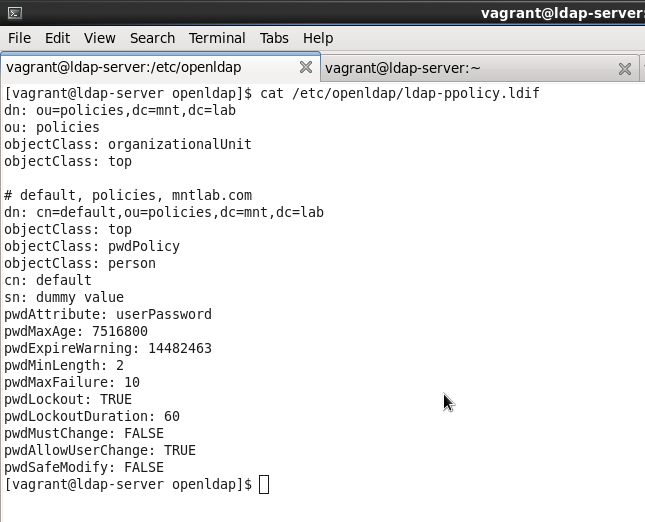 vagrant@ldap-server:
File Edit View Search Terminal Tabs Help
vagrant@ldap-server:/etc/openldap vagrant@ldap-server:~
[vagrant@ldap-server openldap]$ cat /etc/openldap/ldap-ppolicy.ldif
dn: ou=policies,dc=mnt,dc=lab
ou: policies
objectClass: organizationalUnit
objectClass: top
# default, policies, mntlab.com
dn: cn=default,ou=policies,dc=mnt,dc=lab
objectClass: top
objectClass: pwdPolicy
objectClass: person
cn: default
sn: dummy value
pwdAttribute: userPassword
pwdMaxAge: 7516800
pwdExpireWarning: 14482463
pwdMinLength: 2
pwdMaxFailure: 10
pwdLockout: TRUE
pwdLockoutDuration: 60
pwdMustChange: FALSE
pwdAllowUserChange: TRUE
pwdSafeModify: FALSE
[vagrant@ldap-server openldap]$